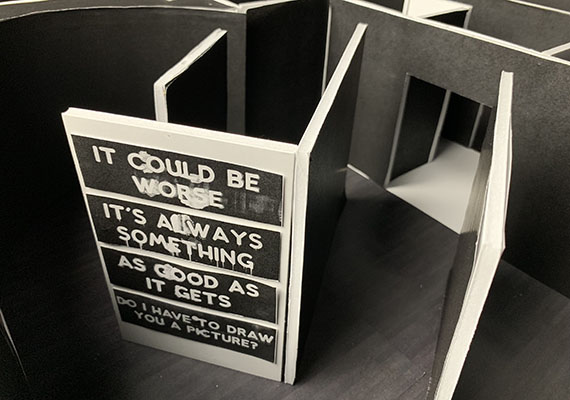 IT COULD BE
WORSE
IT'S ALWAYS
SOMETHING
AS GOOD AS
IT GETS
DO I HAVE TO DRAW
YOU A PICTURE?